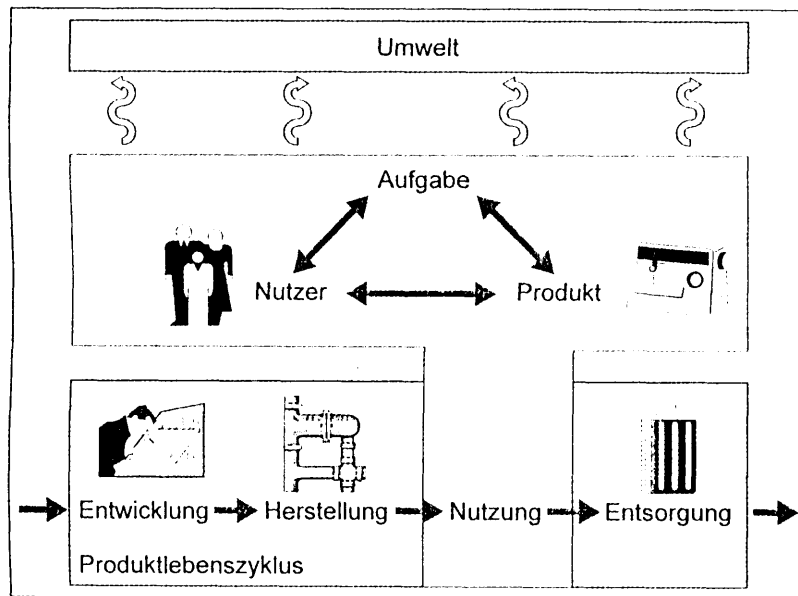 Umwelt
Aufgabe
Nutzer
Produkt
Entwicklung
Herstellung
Nutzung
Entsorgung
Produktlebenszyklus